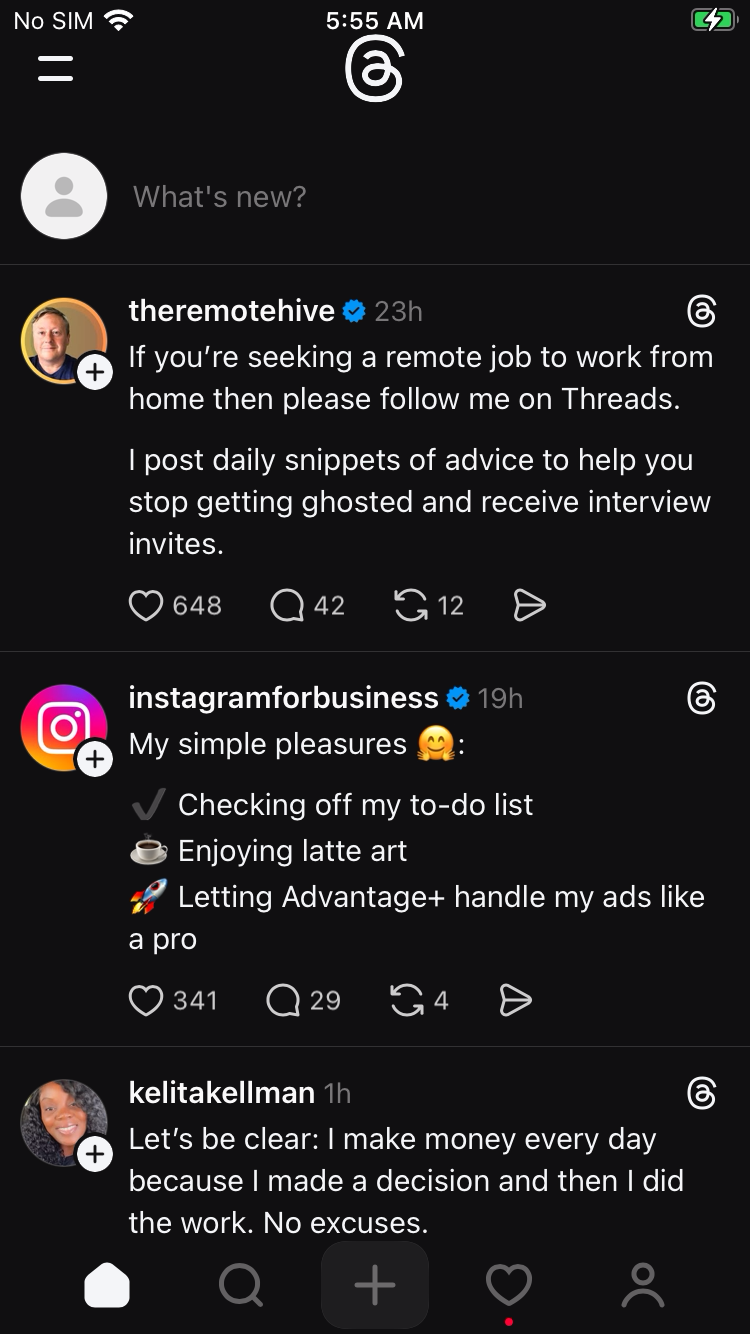 No SIM 5:55 AM
What's new?
theremotehive 23h
If you’re seeking a remote job to work from
home then please follow me on Threads.
I post daily snippets of advice to help you
stop getting ghosted and receive interview
invites.
648 42 12
instagramforbusiness 19h
My simple pleasures 🤗:
✔️ Checking off my to-do list
☕ Enjoying latte art
🚀 Letting Advantage+ handle my ads like
a pro
341 29 4
kelitakellman 1h
Let’s be clear: I make money every day
because I made a decision and then I did
the work. No excuses.